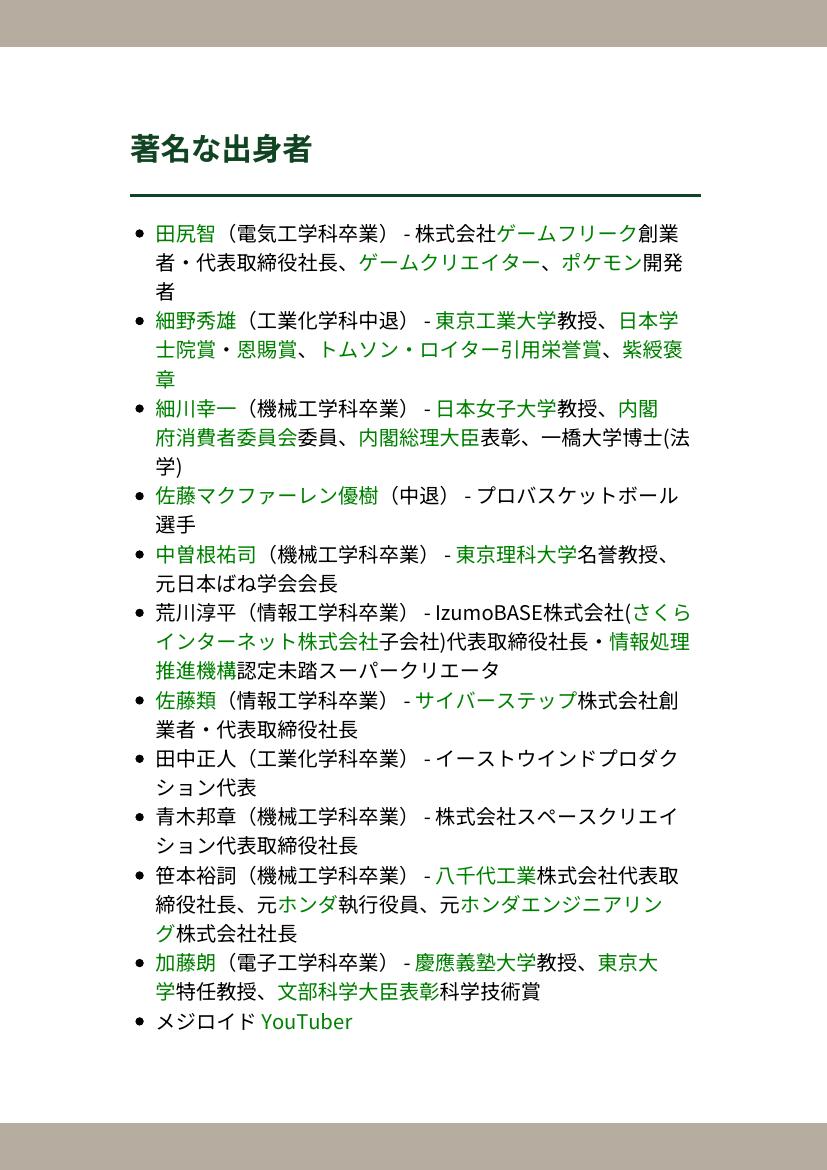 著名な出身者
田尻智（電気工学科卒業） - 株式会社ゲームフリーク創業
者・代表取締役社長、ゲームクリエイター、ポケモン開発
者
細野秀雄（工業化学科中退） - 東京工業大学教授、日本学
士院賞・恩賜賞、トムソン・ロイター引用栄誉賞、紫綬褒
章
細川幸一（機械工学科卒業） - 日本女子大学教授、内閣
府消費者委員会委員、内閣総理大臣表彰、一橋大学博士(法
学)
佐藤マクファーレン優樹（中退） - プロバスケットボール
選手
中曽根祐司（機械工学科卒業） - 東京理科大学名誉教授、
元日本ばね学会会長
荒川淳平（情報工学科卒業） - IzumoBASE株式会社(さくら
インターネット株式会社子会社)代表取締役社長・情報処理
推進機構認定未踏スーパークリエータ
佐藤類（情報工学科卒業） - サイバーステップ株式会社創
業者・代表取締役社長
田中正人（工業化学科卒業） - イーストウインドプロダク
ション代表
青木邦章（機械工学科卒業） - 株式会社スペースクリエイ
ション代表取締役社長
笹本裕詞（機械工学科卒業） - 八千代工業株式会社代表取
締役社長、元ホンダ執行役員、元ホンダエンジニアリン
グ株式会社社長
加藤朗（電子工学科卒業） - 慶應義塾大学教授、東京大
学特任教授、文部科学大臣表彰科学技術賞
メジロイド YouTuber